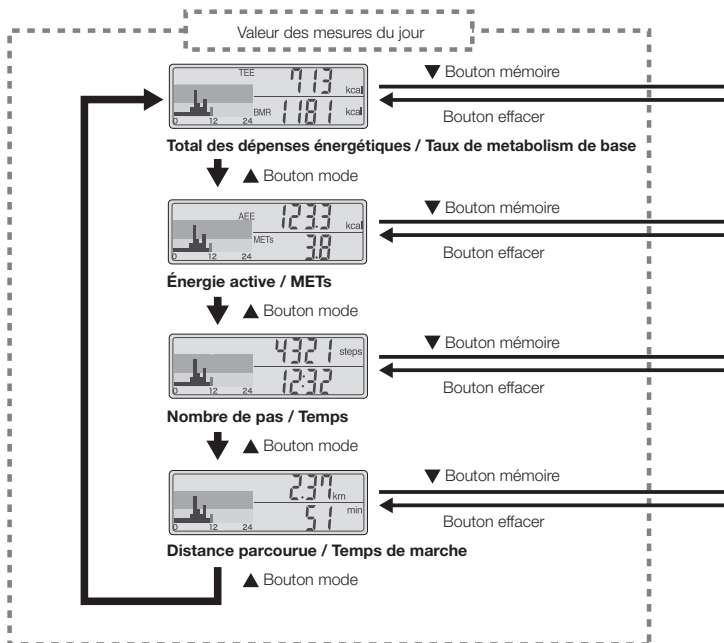 Valeur des mesures du jour
TEE 713 kcal
BMR 1181 kcal
0 12 24
▼ Bouton mémoire
Bouton effacer
Total des dépenses énergétiques / Taux de metabolism de base
▲ Bouton mode
AEE 123.3 kcal
METs 3.8
0 12 24
▼ Bouton mémoire
Bouton effacer
Énergie active / METs
▲ Bouton mode
4321 steps
12:32
0 12 24
▼ Bouton mémoire
Bouton effacer
Nombre de pas / Temps
▲ Bouton mode
2.37 km
51 min
0 12 24
▼ Bouton mémoire
Bouton effacer
Distance parcourue / Temps de marche
▲ Bouton mode